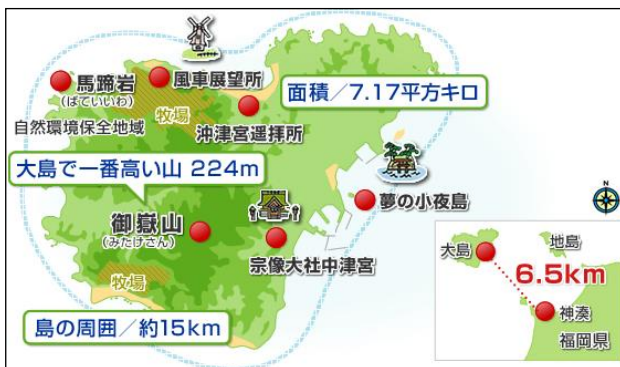 馬蹄岩
(ばていいわ)
自然環境保全地域
風車展望所
牧場
沖津宮遥拝所
面積／7.17平方キロ
大島で一番高い山 224m
夢の小夜島
御嶽山
(みたけさん)
宗像大社中津宮
牧場
島の周囲／約15km
N
大島
地島
6.5km
神湊
福岡県